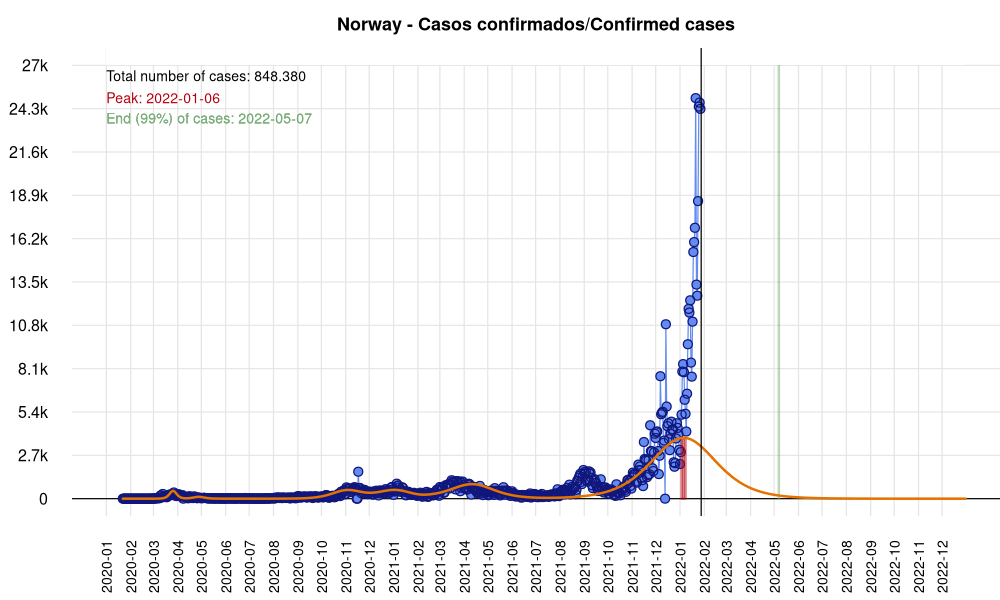 Norway - Casos confirmados/Confirmed cases
Total number of cases: 848.380
Peak: 2022-01-06
End (99%) of cases: 2022-05-07
27k
24.3k
21.6k
18.9k
16.2k
13.5k
10.8k
8.1k
5.4k
2.7k
0
2020-01
2020-02
2020-03
2020-04
2020-05
2020-06
2020-07
2020-08
2020-09
2020-10
2020-11
2020-12
2021-01
2021-02
2021-03
2021-04
2021-06
2021-06
2021-07
2021-08
2021-09
2021-10
2021-11
2021-12
2022-01
2022-02
2022-03
2022-04
2022-05
2022-06
2022-07
2022-08
2022-09
2022-10
2022-11
2022-12